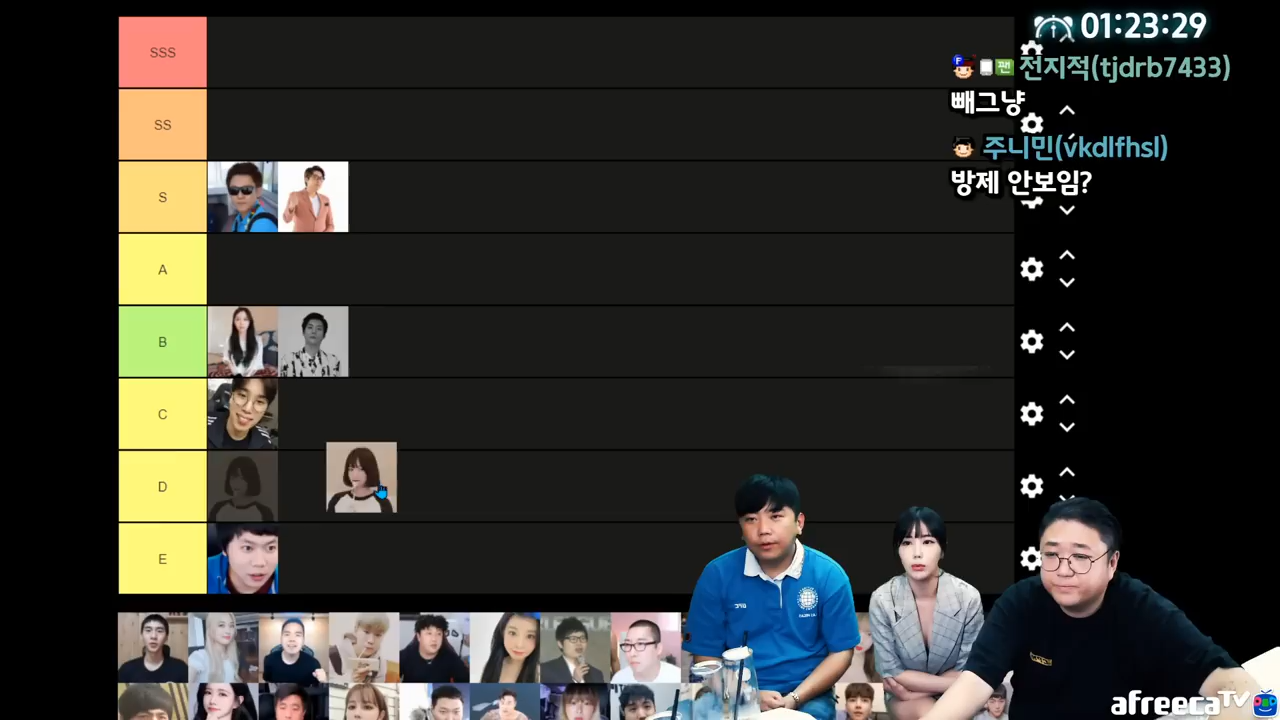 SSS
SS
S
A
B
C
D
E
01:23:29
팬 전지적(tjdrb7433)
빼그냥
주니민(vkdlfhsl)
방제 안보임?
afreecaTV